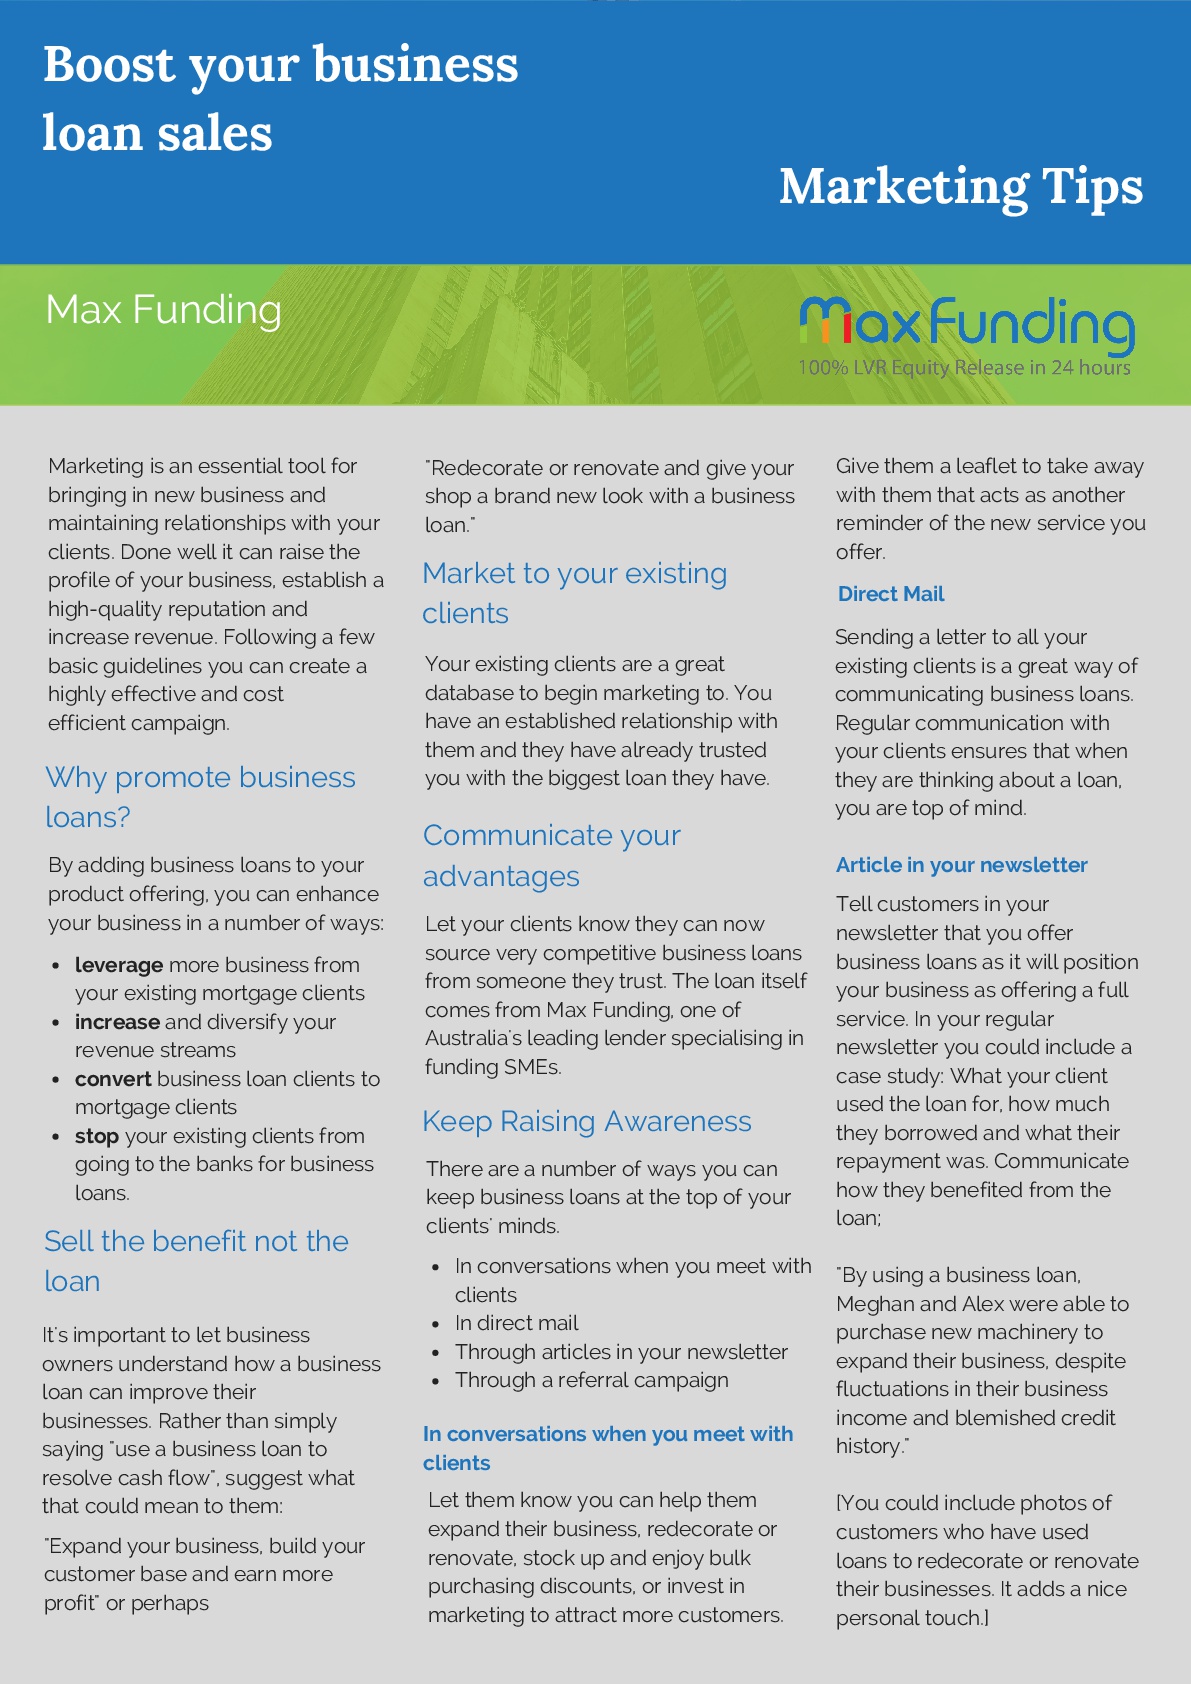 Boost your business
loan sales
Marketing Tips
Max Funding
maxFunding
100% LVR Equity Release in 24 hours
Marketing is an essential tool for
bringing in new business and
maintaining relationships with your
clients. Done well it can raise the
profile of your business, establish a
high-quality reputation and
increase revenue. Following a few
basic guidelines you can create a
highly effective and cost
efficient campaign.
Why promote business
loans?
By adding business loans to your
product offering, you can enhance
your business in a number of ways:
• leverage more business from
your existing mortgage clients
• increase and diversify your
revenue streams
• convert business loan clients to
mortgage clients
• stop your existing clients from
going to the banks for business
loans.
Sell the benefit not the
loan
It's important to let business
owners understand how a business
loan can improve their
businesses. Rather than simply
saying "use a business loan to
resolve cash flow", suggest what
that could mean to them:
"Expand your business, build your
customer base and earn more
profit" or perhaps
"Redecorate or renovate and give your
shop a brand new look with a business
loan."
Market to your existing
clients
Your existing clients are a great
database to begin marketing to. You
have an established relationship with
them and they have already trusted
you with the biggest loan they have.
Communicate your
advantages
Let your clients know they can now
source very competitive business loans
from someone they trust. The loan itself
comes from Max Funding, one of
Australia's leading lender specialising in
funding SMEs.
Keep Raising Awareness
There are a number of ways you can
keep business loans at the top of your
clients' minds.
• In conversations when you meet with
clients
• In direct mail
• Through articles in your newsletter
• Through a referral campaign
In conversations when you meet with
clients
Let them know you can help them
expand their business, redecorate or
renovate, stock up and enjoy bulk
purchasing discounts, or invest in
marketing to attract more customers.
Give them a leaflet to take away
with them that acts as another
reminder of the new service you
offer.
Direct Mail
Sending a letter to all your
existing clients is a great way of
communicating business loans.
Regular communication with
your clients ensures that when
they are thinking about a loan,
you are top of mind.
Article in your newsletter
Tell customers in your
newsletter that you offer
business loans as it will position
your business as offering a full
service. In your regular
newsletter you could include a
case study: What your client
used the loan for, how much
they borrowed and what their
repayment was. Communicate
how they benefited from the
loan;
"By using a business loan,
Meghan and Alex were able to
purchase new machinery to
expand their business, despite
fluctuations in their business
income and blemished credit
history."
[You could include photos of
customers who have used
loans to redecorate or renovate
their businesses. It adds a nice
personal touch.]